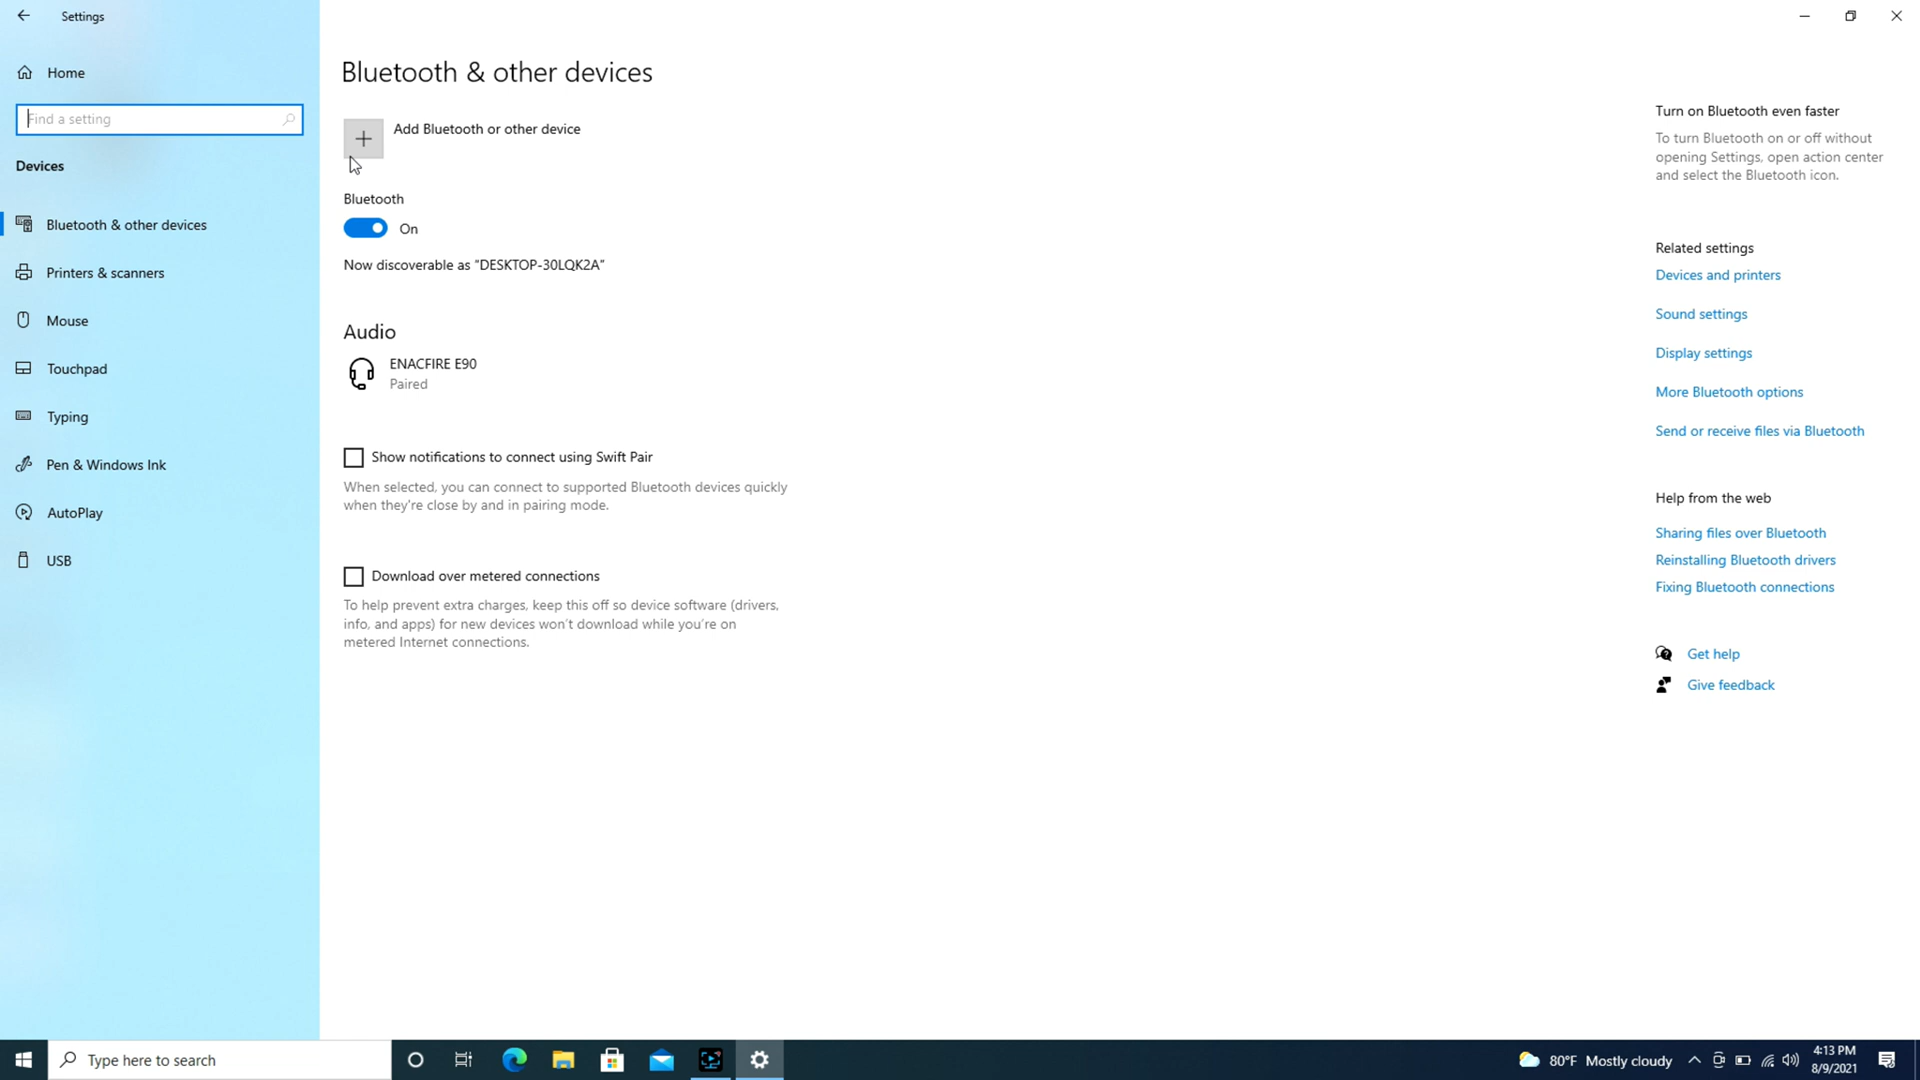 Settings
Home
Find a setting
Devices
Bluetooth & other devices
Printers & scanners
Mouse
Touchpad
Typing
Pen & Windows Ink
AutoPlay
USB
Bluetooth & other devices
Add Bluetooth or other device
Bluetooth
On
Now discoverable as "DESKTOP-30LQK2A"
Audio
ENACFIRE E90
Paired
Show notifications to connect using Swift Pair
When selected, you can connect to supported Bluetooth devices quickly
when they're close by and in pairing mode.
Download over metered connections
To help prevent extra charges, keep this off so device software (drivers,
info, and apps) for new devices won't download while you're on
metered Internet connections.
Turn on Bluetooth even faster
To turn Bluetooth on or off without
opening Settings, open action center
and select the Bluetooth icon.
Related settings
Devices and printers
Sound settings
Display settings
More Bluetooth options
Send or receive files via Bluetooth
Help from the web
Sharing files over Bluetooth
Reinstalling Bluetooth drivers
Fixing Bluetooth connections
Get help
Give feedback
Type here to search
80°F Mostly cloudy
4:13 PM
8/9/2021